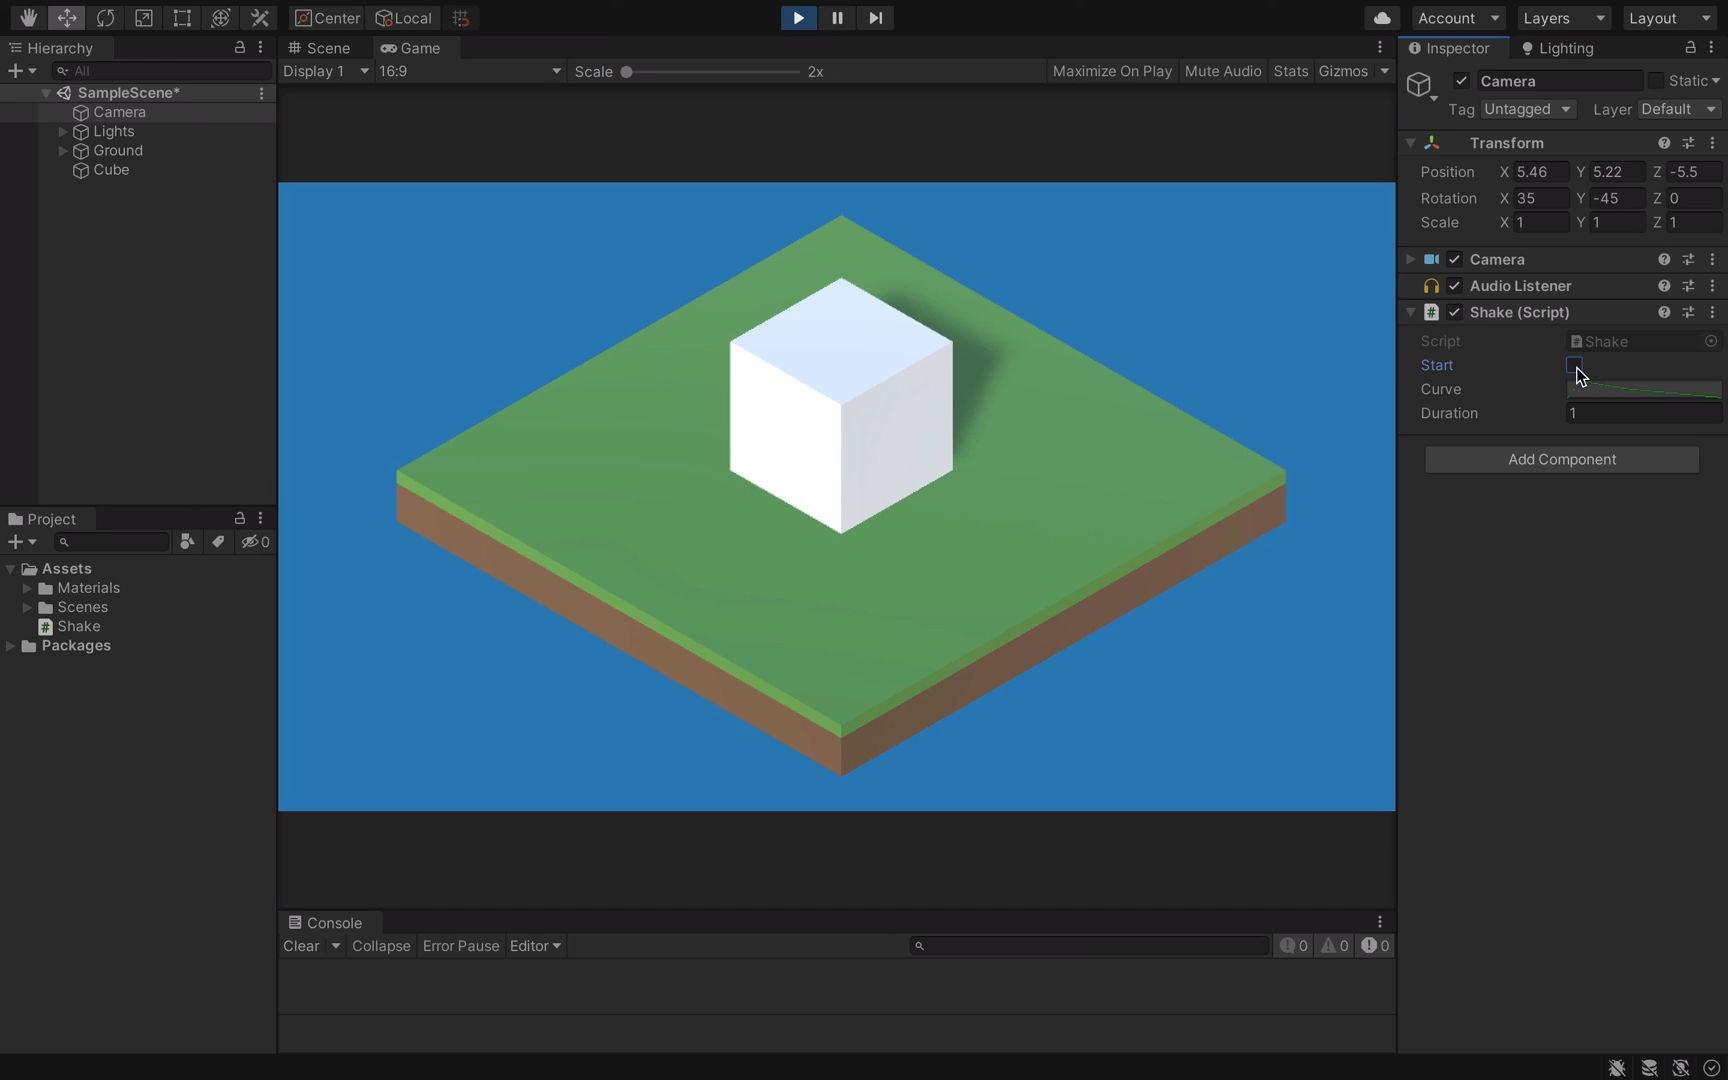 Center Local
Account Layers Layout
Hierarchy
All
SampleScene*
Camera
Lights
Ground
Cube
Project
0
Assets
Materials
Scenes
Shake
Packages
Scene Game
Display 1 16:9 Scale 2x Maximize On Play Mute Audio Stats Gizmos
Console
Clear Collapse Error Pause Editor 0 0 0
Inspector Lighting
Camera Static
Tag Untagged Layer Default
Transform
Position X 5.46 Y 5.22 Z -5.5
Rotation X 35 Y -45 Z 0
Scale X 1 Y 1 Z 1
Camera
Audio Listener
# Shake (Script)
Script Shake
Start
Curve
Duration 1
Add Component